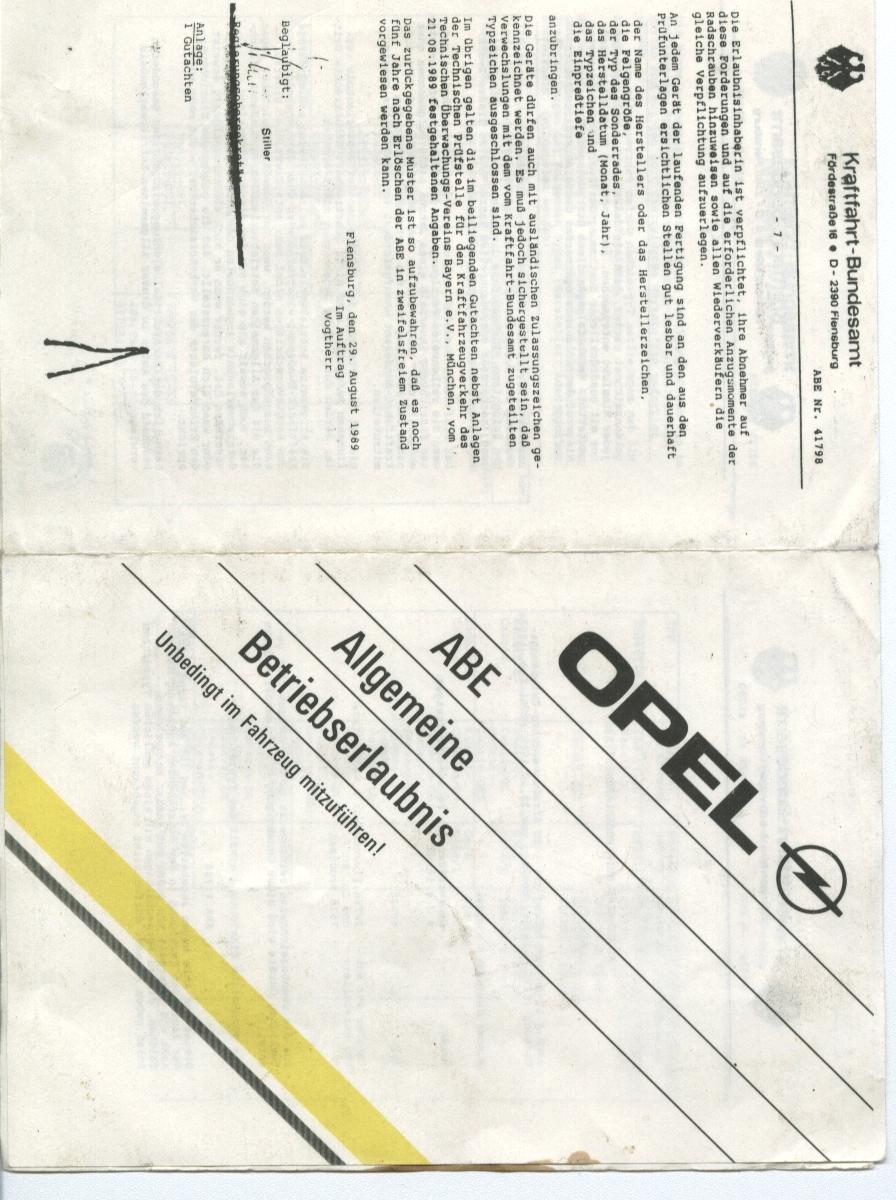 Kraftfahrt-Bundesamt
Fördestraße 16 ● D - 2390 Flensburg
ABE Nr. 41798
- 7 -
Die Erlaubnisinhaberin ist verpflichtet, ihre Abnehmer auf
diese Forderungen und auf die erforderlichen Anzugsmomente der
Radschrauben hinzuweisen sowie allen Wiederverkäufern die
gleiche Verpflichtung aufzuerlegen.
An jedem Gerät der laufenden Fertigung sind an den aus den
Prüfunterlagen ersichtlichen Stellen gut lesbar und dauerhaft
der Name des Herstellers oder das Herstellerzeichen,
die Felgengröße,
der Typ des Sonderrades,
das Herstelldatum (Monat, Jahr),
das Typzeichen und
die Einpreßtiefe
anzubringen.
Die Geräte dürfen auch mit ausländischen Zulassungszeichen ge-
kennzeichnet werden. Es muß jedoch sichergestellt sein, daß
Verwechslungen mit dem vom Kraftfahrt-Bundesamt zugeteilten
Typzeichen ausgeschlossen sind.
Im übrigen gelten die im beiliegenden Gutachten nebst Anlagen
der Technischen Prüfstelle für den Kraftfahrzeugverkehr des
Technischen Überwachungs-Vereins Bayern e.V., München, vom
21.08.1989 festgehaltenen Angaben.
Das zurückgegebene Muster ist so aufzubewahren, daß es noch
fünf Jahre nach Erlöschen der ABE in zweifelsfreiem Zustand
vorgewiesen werden kann.
Flensburg, den 29. August 1989
Im Auftrag
Vogtherr
Beglaubigt:
Stiller
Anlage:
1 Gutachten
OPEL
ABE
Allgemeine
Betriebserlaubnis
Unbedingt im Fahrzeug mitzuführen!